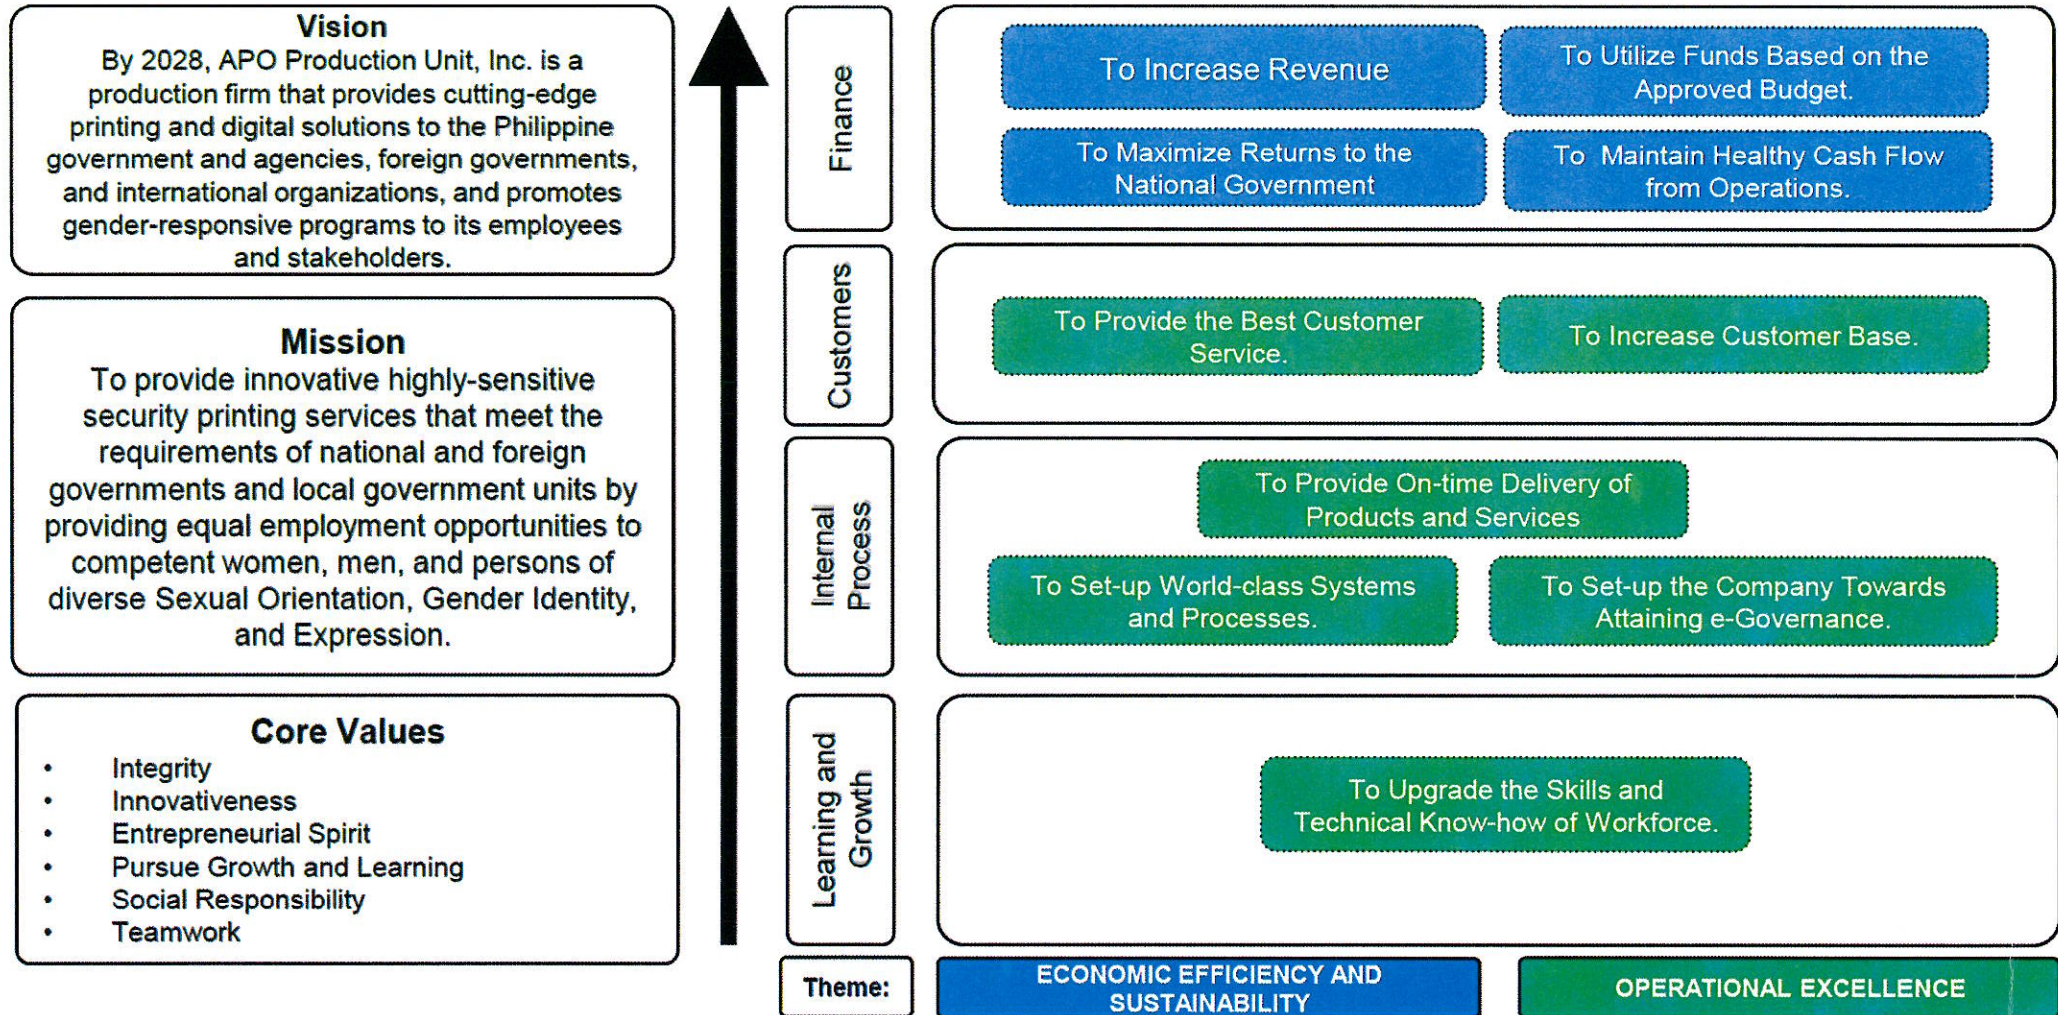 Vision
By 2028, APO Production Unit, Inc. is a
production firm that provides cutting-edge
printing and digital solutions to the Philippine
government and agencies, foreign governments,
and international organizations, and promotes
gender-responsive programs to its employees
and stakeholders.
Mission
To provide innovative highly-sensitive
security printing services that meet the
requirements of national and foreign
governments and local government units by
providing equal employment opportunities to
competent women, men, and persons of
diverse Sexual Orientation, Gender Identity,
and Expression.
Core Values
• Integrity
• Innovativeness
• Entrepreneurial Spirit
• Pursue Growth and Learning
• Social Responsibility
• Teamwork
Finance
To Increase Revenue
To Utilize Funds Based on the
Approved Budget.
To Maximize Returns to the
National Government
To Maintain Healthy Cash Flow
from Operations.
Customers
To Provide the Best Customer
Service.
To Increase Customer Base.
Internal
Process
To Provide On-time Delivery of
Products and Services
To Set-up World-class Systems
and Processes.
To Set-up the Company Towards
Attaining e-Governance.
Learning and
Growth
To Upgrade the Skills and
Technical Know-how of Workforce.
Theme:
ECONOMIC EFFICIENCY AND
SUSTAINABILITY
OPERATIONAL EXCELLENCE